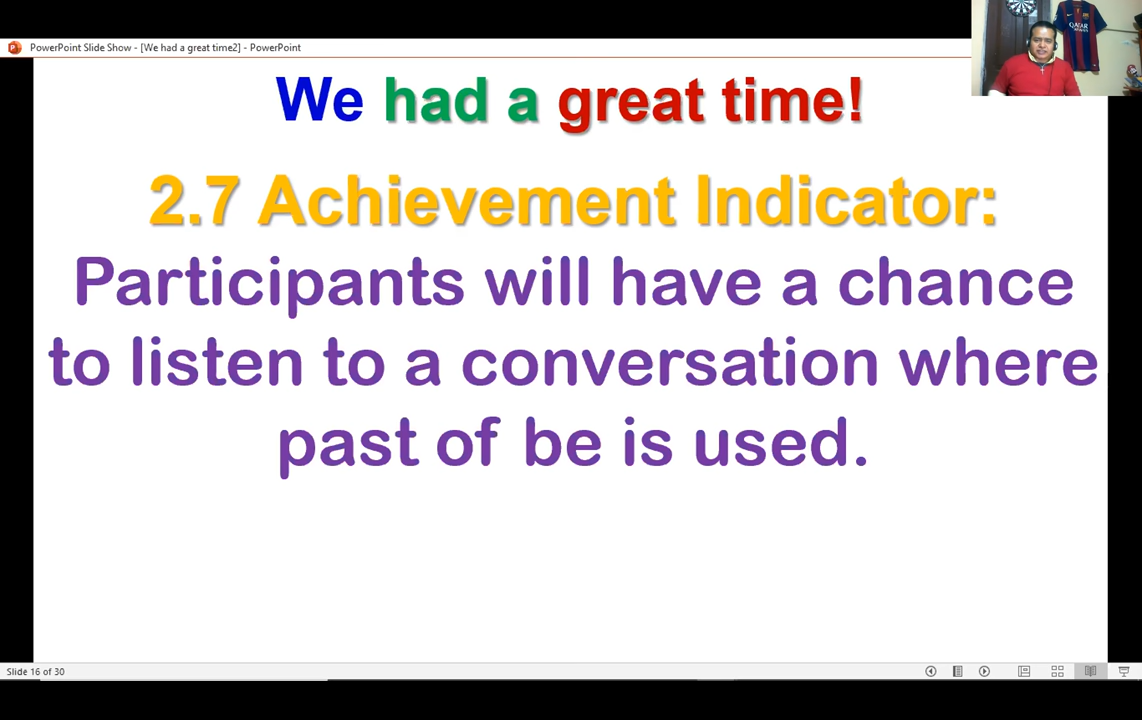 PowerPoint Slide Show - [We had a great time2] - PowerPoint
We had a great time!
2.7 Achievement Indicator:
Participants will have a chance
to listen to a conversation where
past of be is used.
QATAR
Slide 16 of 30